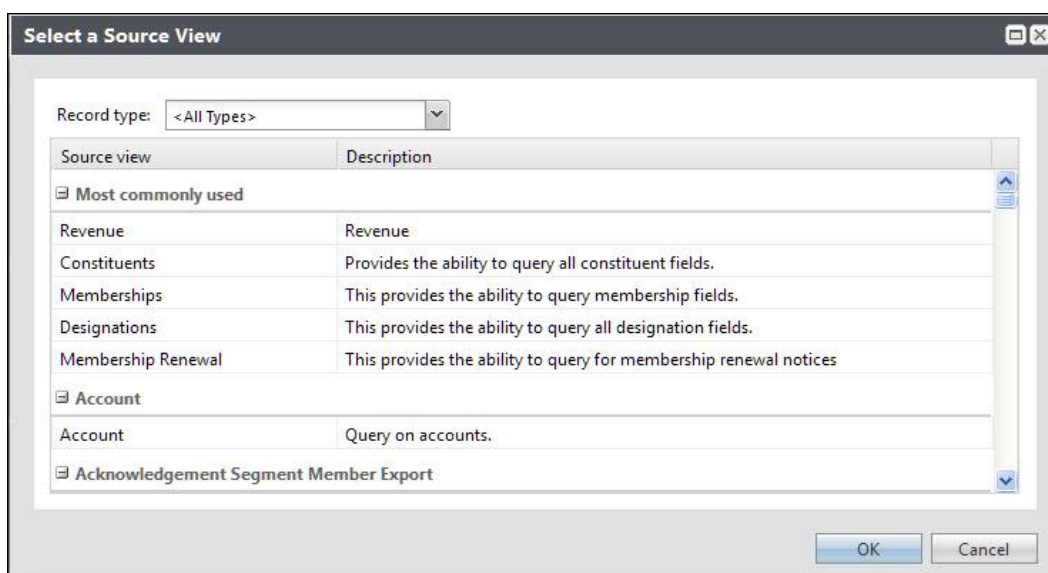 Select a Source View
Record type: <All Types>
Source view Description
Most commonly used
Revenue Revenue
Constituents Provides the ability to query all constituent fields.
Memberships This provides the ability to query membership fields.
Designations This provides the ability to query all designation fields.
Membership Renewal This provides the ability to query for membership renewal notices
Account
Account Query on accounts.
Acknowledgement Segment Member Export
OK Cancel